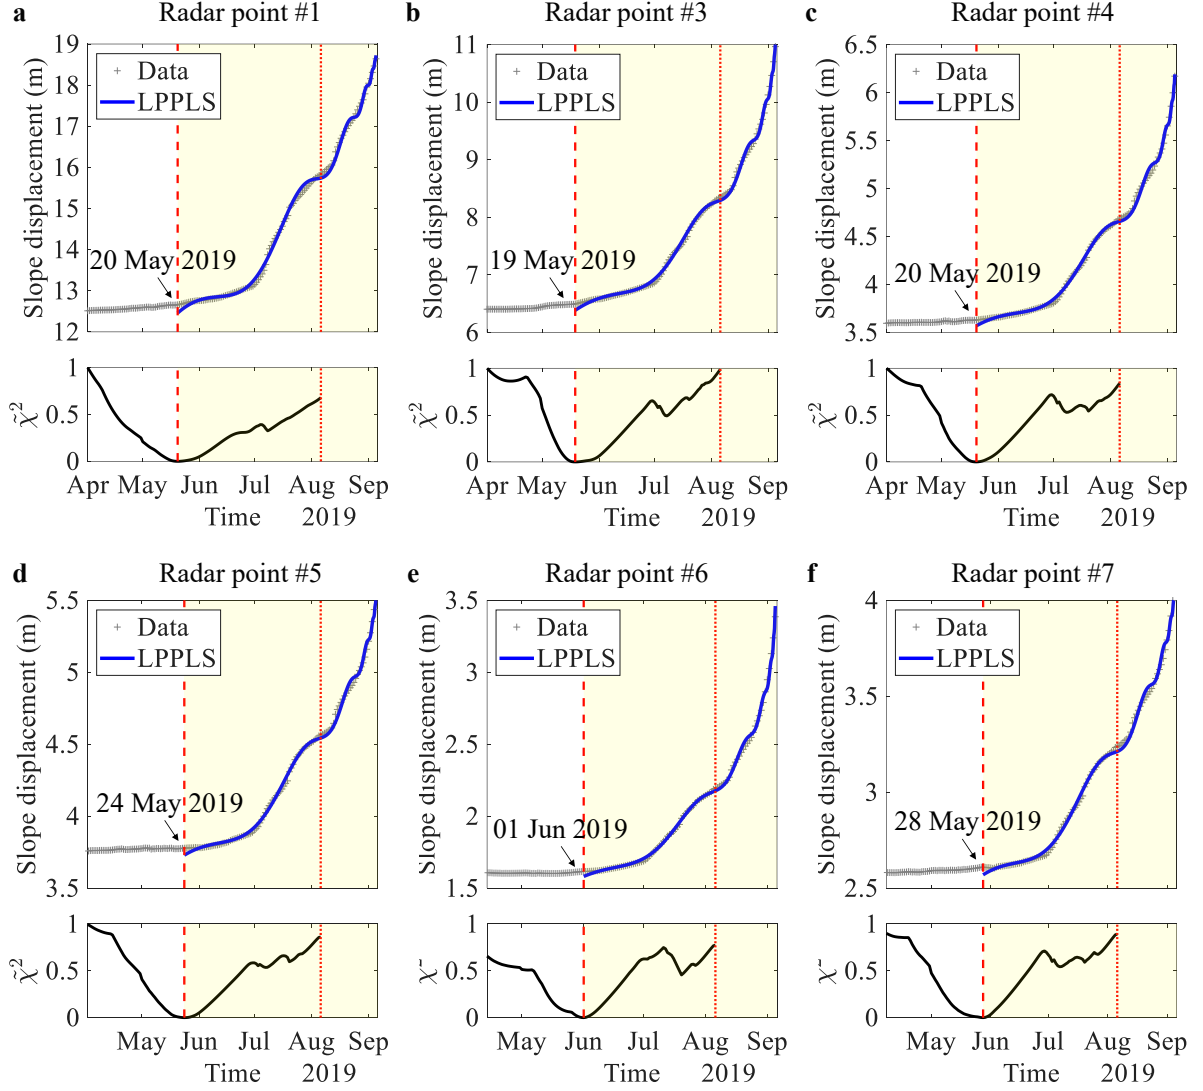 a Radar point #1
19
18
17
16
15
14
13
12
Slope displacement (m)
Data
LPPLS
20 May 2019
1
0.5
0
χ̃²
Apr May Jun Jul Aug Sep
Time 2019
b Radar point #3
11
10
9
8
7
6
Slope displacement (m)
Data
LPPLS
19 May 2019
1
0.5
0
χ̃²
Apr May Jun Jul Aug Sep
Time 2019
c Radar point #4
6.5
6
5.5
5
4.5
4
3.5
Slope displacement (m)
Data
LPPLS
20 May 2019
1
0.5
0
χ̃²
Apr May Jun Jul Aug Sep
Time 2019
d Radar point #5
5.5
5
4.5
4
3.5
Slope displacement (m)
Data
LPPLS
24 May 2019
1
0.5
0
χ̃²
May Jun Jul Aug Sep
Time 2019
e Radar point #6
3.5
3
2.5
2
1.5
Slope displacement (m)
Data
LPPLS
01 Jun 2019
1
0.5
0
May Jun Jul Aug Sep
Time 2019
f Radar point #7
4
3.5
3
2.5
Slope displacement (m)
Data
LPPLS
28 May 2019
1
0.5
0
May Jun Jul Aug Sep
Time 2019